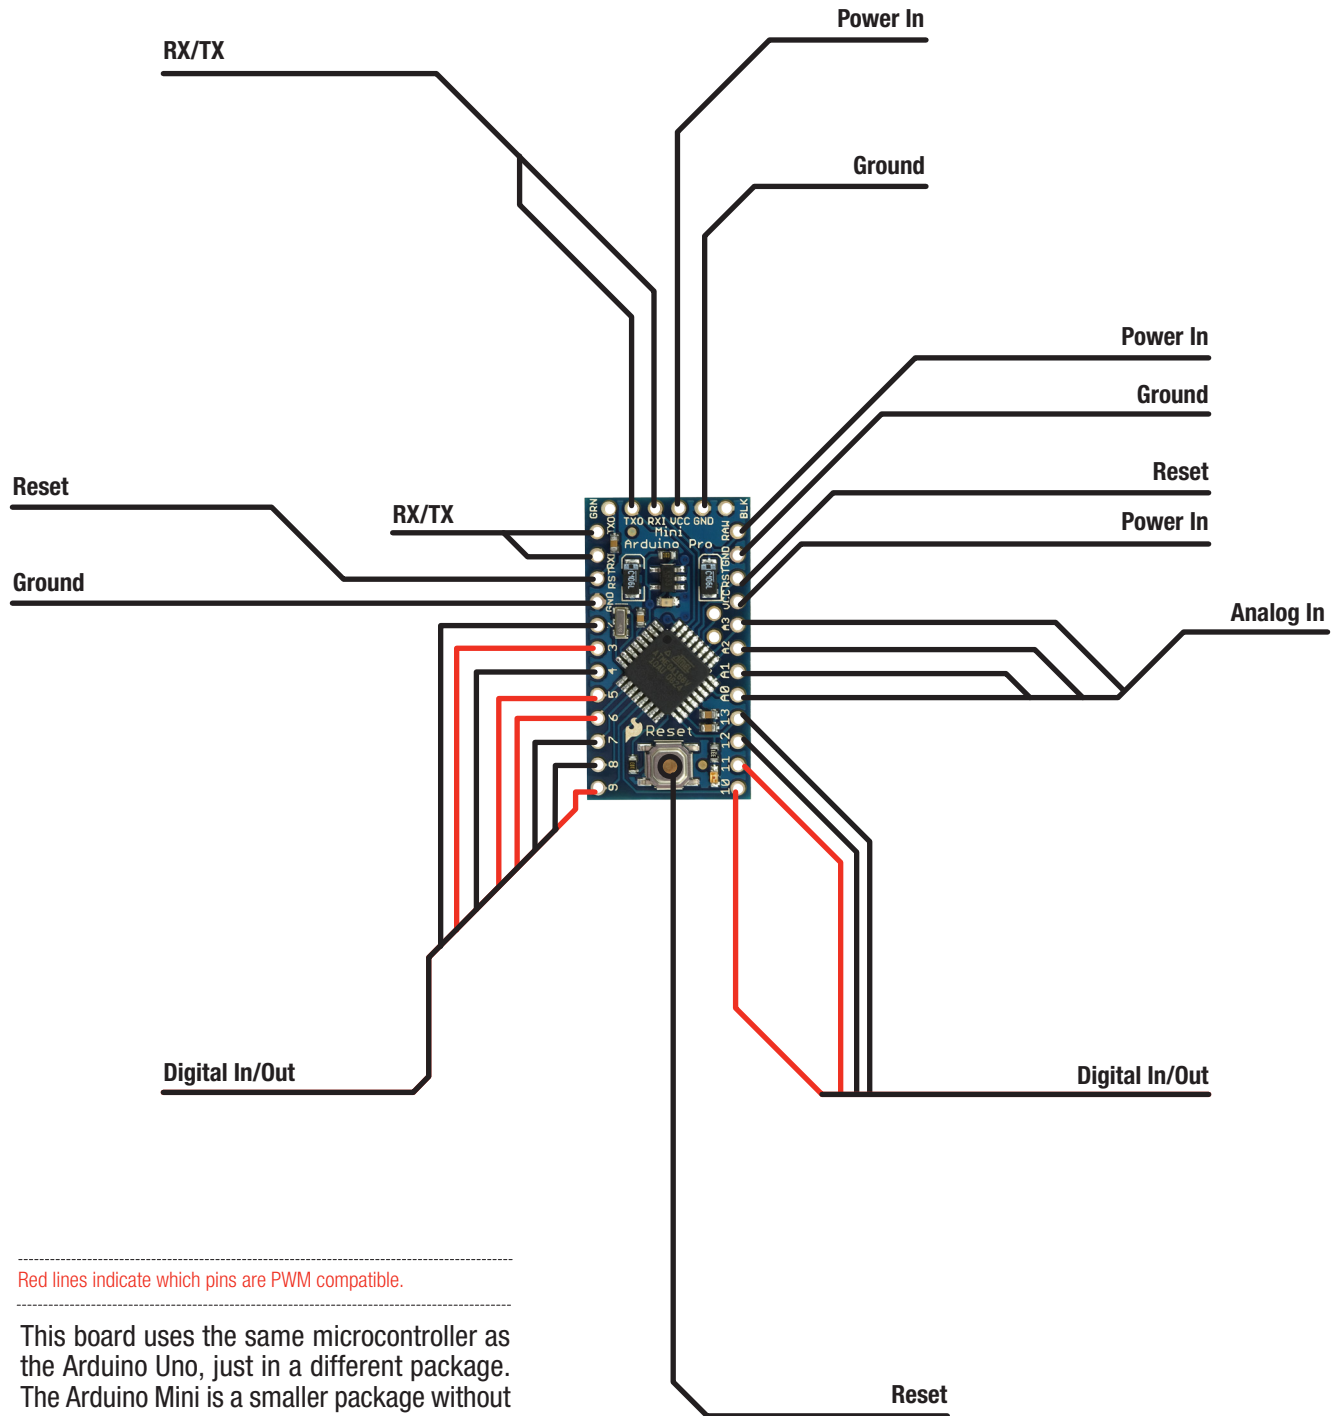 Power In
RX/TX
Ground
Power In
Ground
Reset
Power In
Analog In
Reset
RX/TX
Ground
GRN
BLK
TXO RXI VCC GND
Mini
Arduino Pro
TXO
RXI
RST
GND
3
4
5
6
7
8
9
RAW
GND
RST
VCC
A3
A2
A1
A0
13
12
11
10
Reset
Digital In/Out
Digital In/Out
Reset
Red lines indicate which pins are PWM compatible.
This board uses the same microcontroller as
the Arduino Uno, just in a different package.
The Arduino Mini is a smaller package without